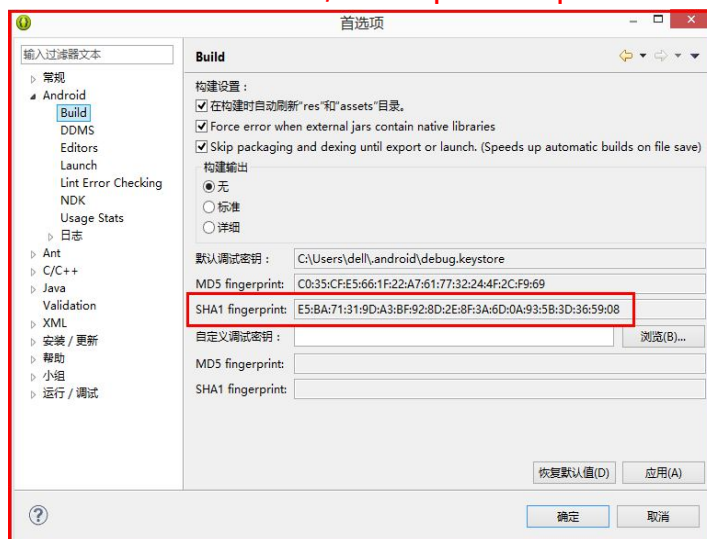 首选项
输入过滤器文本
常规
Android
Build
DDMS
Editors
Launch
Lint Error Checking
NDK
Usage Stats
日志
Ant
C/C++
Java
Validation
XML
安装 / 更新
帮助
小组
运行 / 调试
Build
构建设置：
在构建时自动刷新"res"和"assets"目录。
Force error when external jars contain native libraries
Skip packaging and dexing until export or launch. (Speeds up automatic builds on file save)
构建输出
无
标准
详细
默认调试密钥： C:\Users\dell\.android\debug.keystore
MD5 fingerprint: C0:35:CF:E5:66:1F:22:A7:61:77:32:24:4F:2C:F9:69
SHA1 fingerprint: E5:BA:71:31:9D:A3:BF:92:8D:2E:8F:3A:6D:0A:93:5B:3D:36:59:08
自定义调试密钥： 浏览(B)...
MD5 fingerprint:
SHA1 fingerprint:
恢复默认值(D) 应用(A)
确定 取消